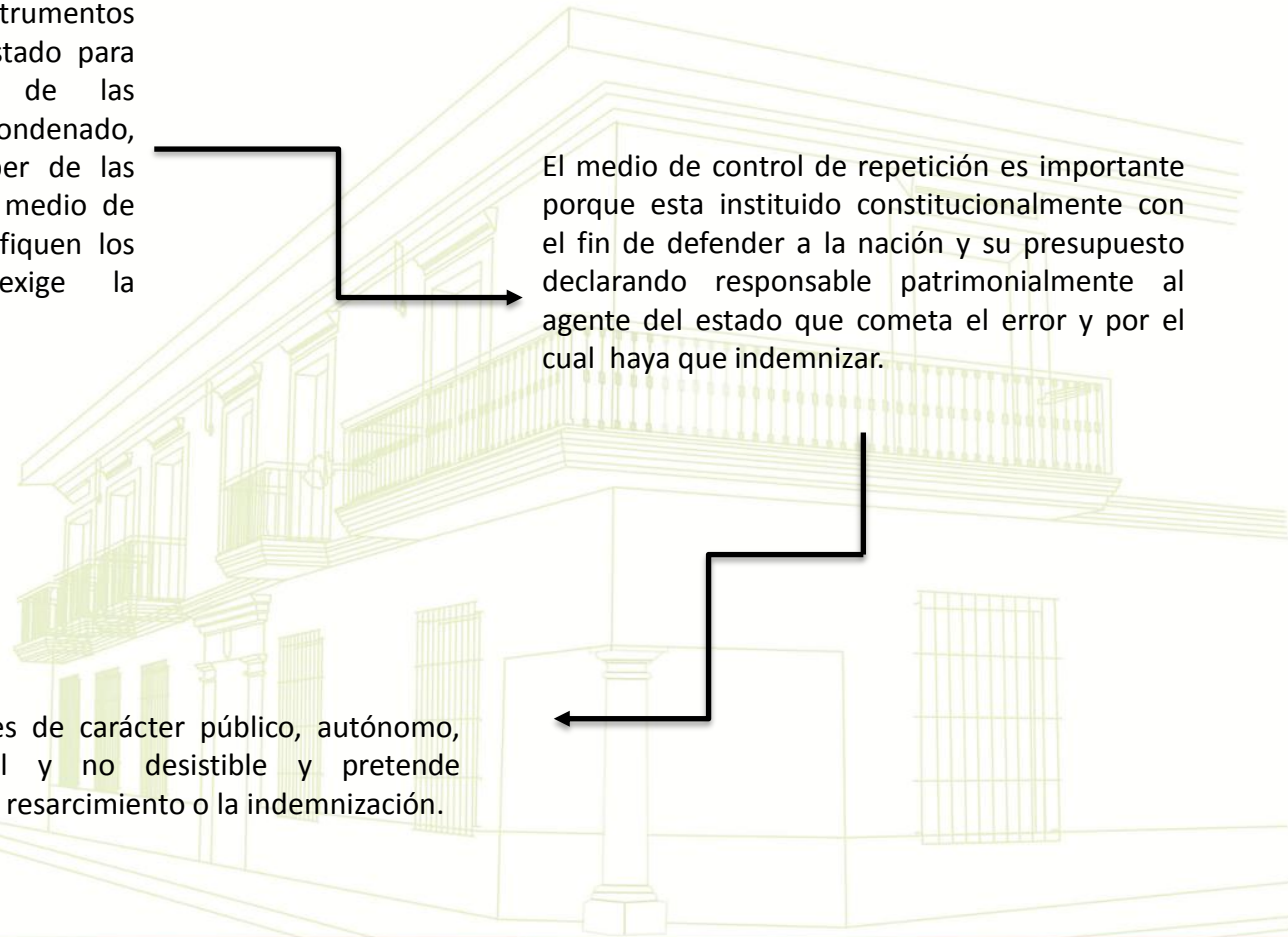 trumentos
stado para
de las
ondenado,
ber de las
medio de
fiquen los
exige la
El medio de control de repetición es importante
porque esta instituido constitucionalmente con
el fin de defender a la nación y su presupuesto
declarando responsable patrimonialmente al
agente del estado que cometa el error y por el
cual haya que indemnizar.
es de carácter público, autónomo,
l y no desistible y pretende
resarcimiento o la indemnización.